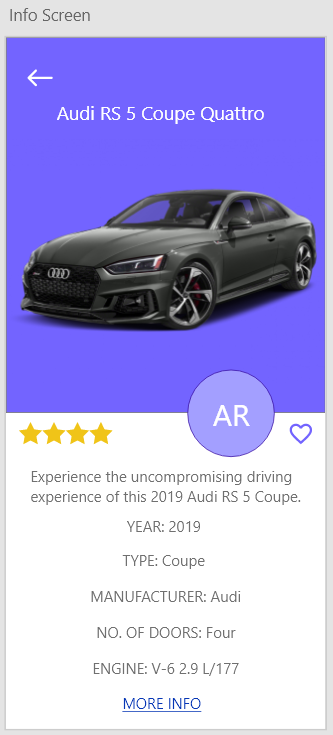 Info Screen
Audi RS 5 Coupe Quattro
AR
Experience the uncompromising driving
experience of this 2019 Audi RS 5 Coupe.
YEAR: 2019
TYPE: Coupe
MANUFACTURER: Audi
NO. OF DOORS: Four
ENGINE: V-6 2.9 L/177
MORE INFO